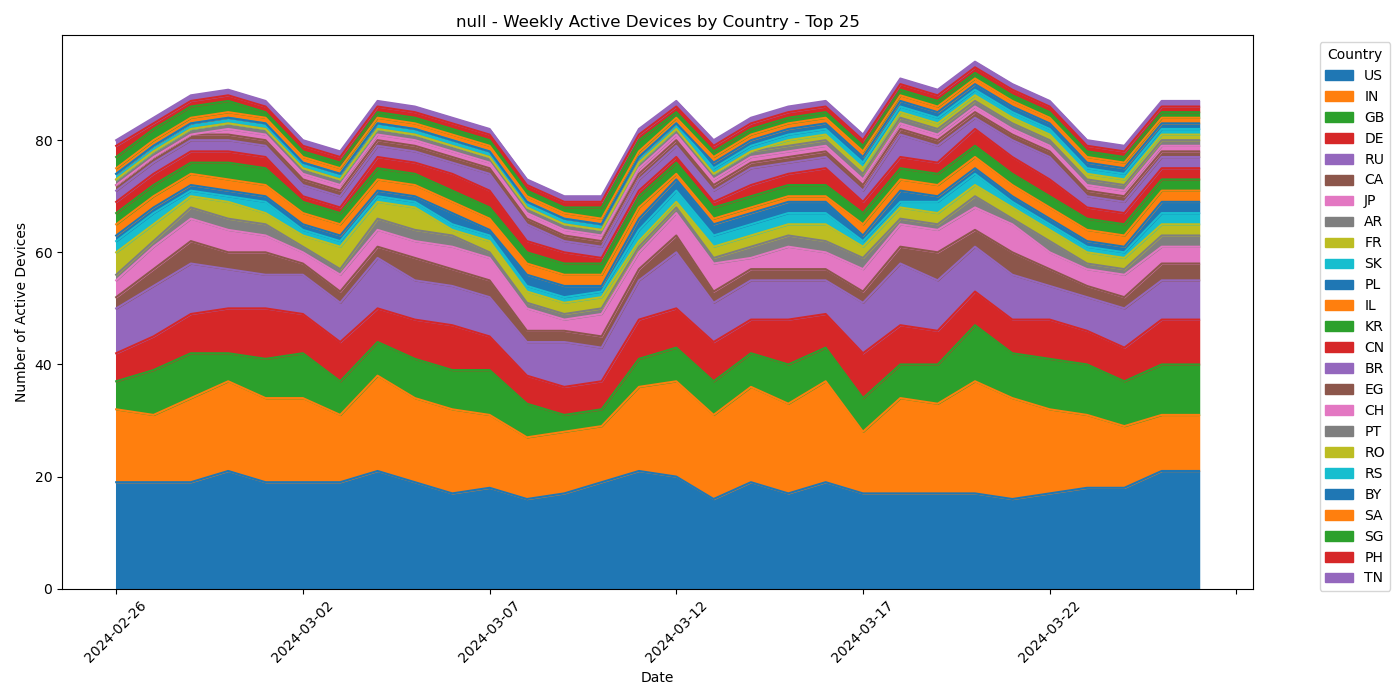 null - Weekly Active Devices by Country - Top 25
Number of Active Devices
80
60
40
20
0
2024-02-26
2024-03-02
2024-03-07
2024-03-12
2024-03-17
2024-03-22
Date
Country
US
IN
GB
DE
RU
CA
JP
AR
FR
SK
PL
IL
KR
CN
BR
EG
CH
PT
RO
RS
BY
SA
SG
PH
TN